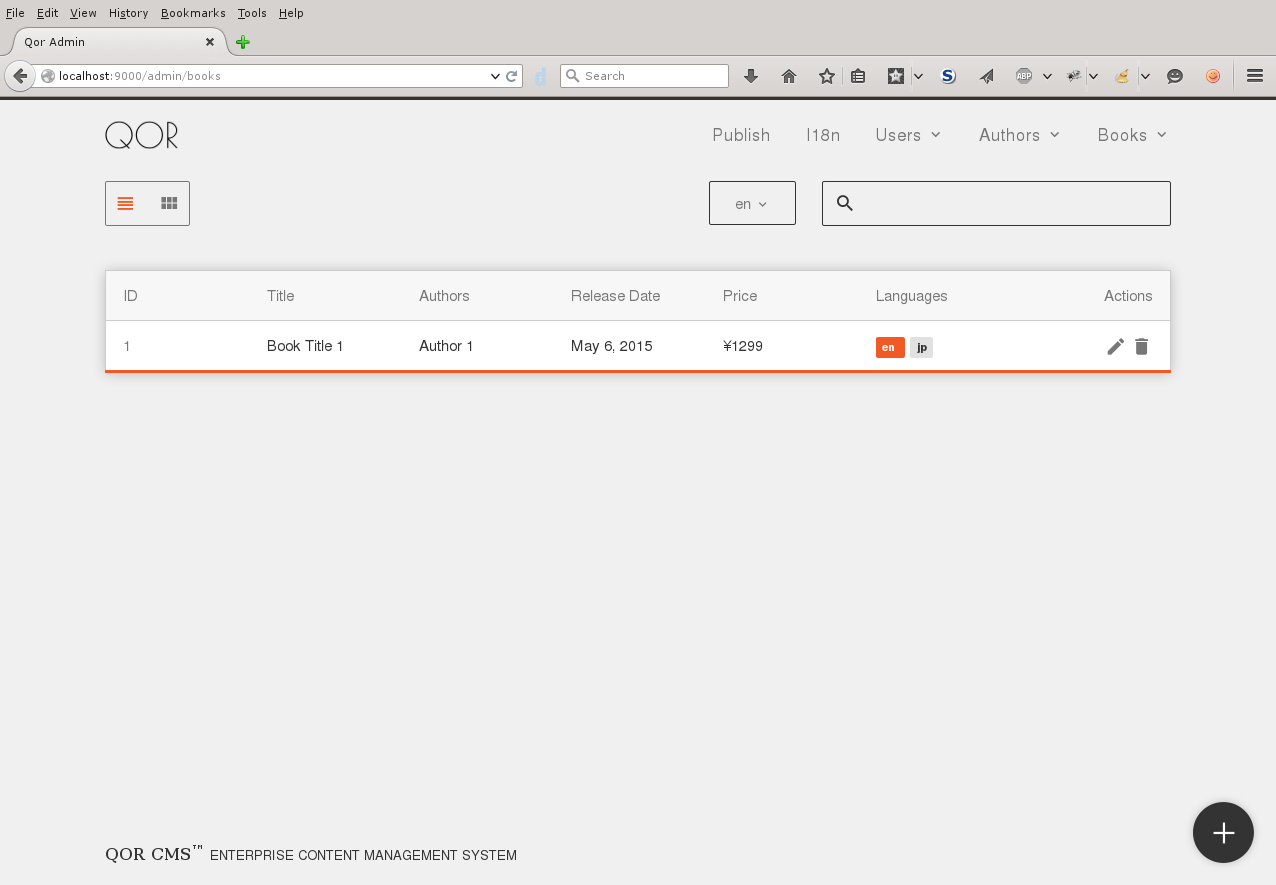 File Edit View History Bookmarks Tools Help
Qor Admin
localhost:9000/admin/books
Search
S
ABP
QOR
Publish I18n Users Authors Books
en
ID Title Authors Release Date Price Languages Actions
1 Book Title 1 Author 1 May 6, 2015 ¥1299 en jp
QOR CMS™ ENTERPRISE CONTENT MANAGEMENT SYSTEM